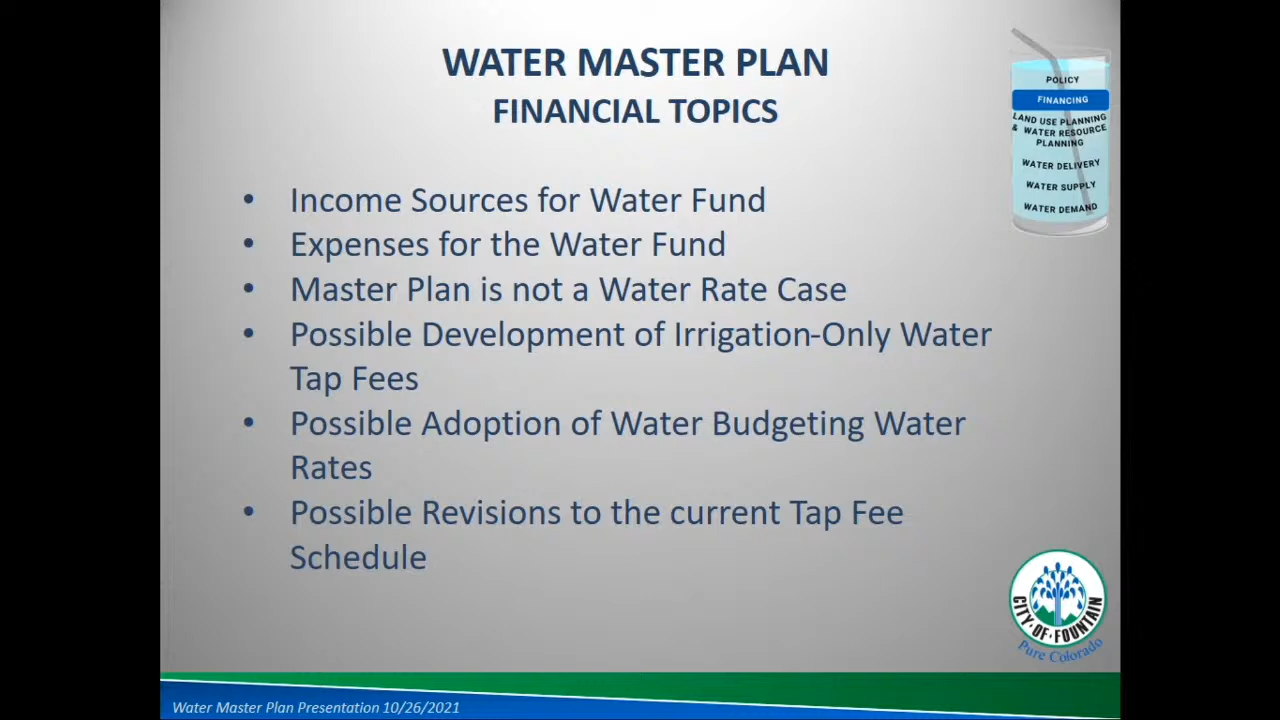 WATER MASTER PLAN
FINANCIAL TOPICS
POLICY
FINANCING
LAND USE PLANNING
& WATER RESOURCE
PLANNING
WATER DELIVERY
WATER SUPPLY
WATER DEMAND
• Income Sources for Water Fund
• Expenses for the Water Fund
• Master Plan is not a Water Rate Case
• Possible Development of Irrigation-Only Water
Tap Fees
• Possible Adoption of Water Budgeting Water
Rates
• Possible Revisions to the current Tap Fee
Schedule
CITY·OF·FOUNTAIN
Pure Colorado
Water Master Plan Presentation 10/26/2021